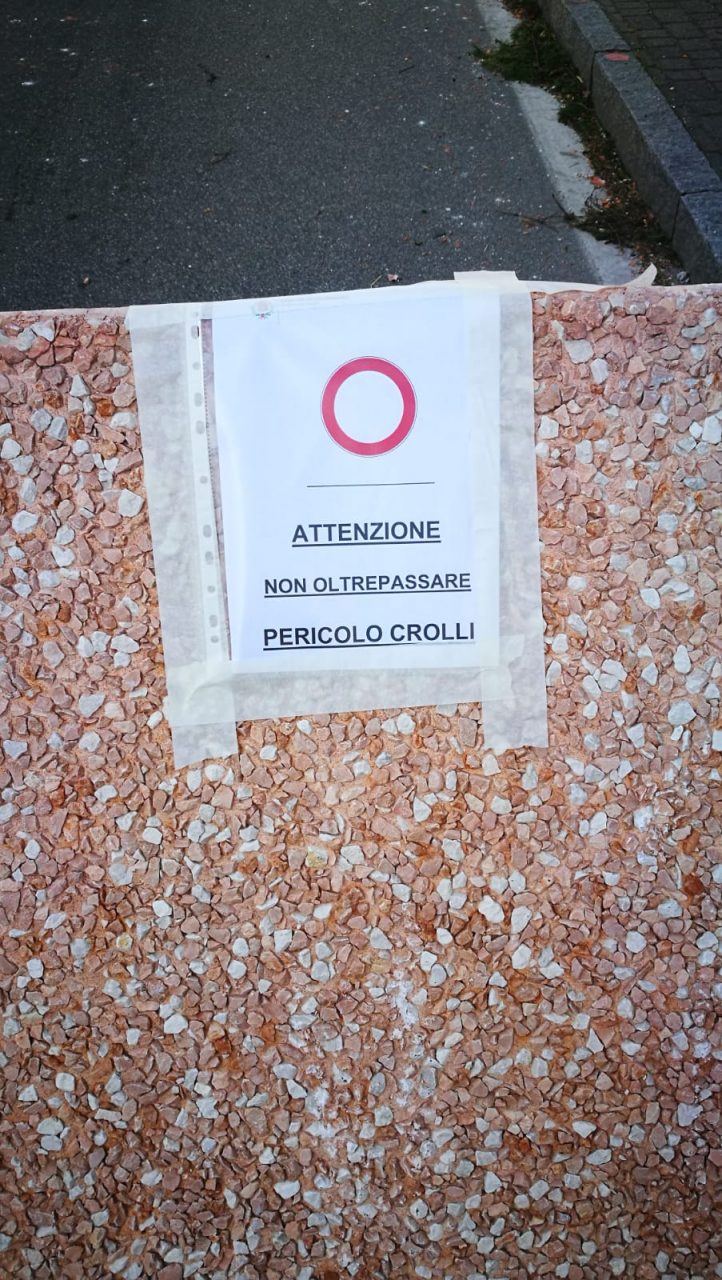 ATTENZIONE
NON OLTREPASSARE
PERICOLO CROLLI